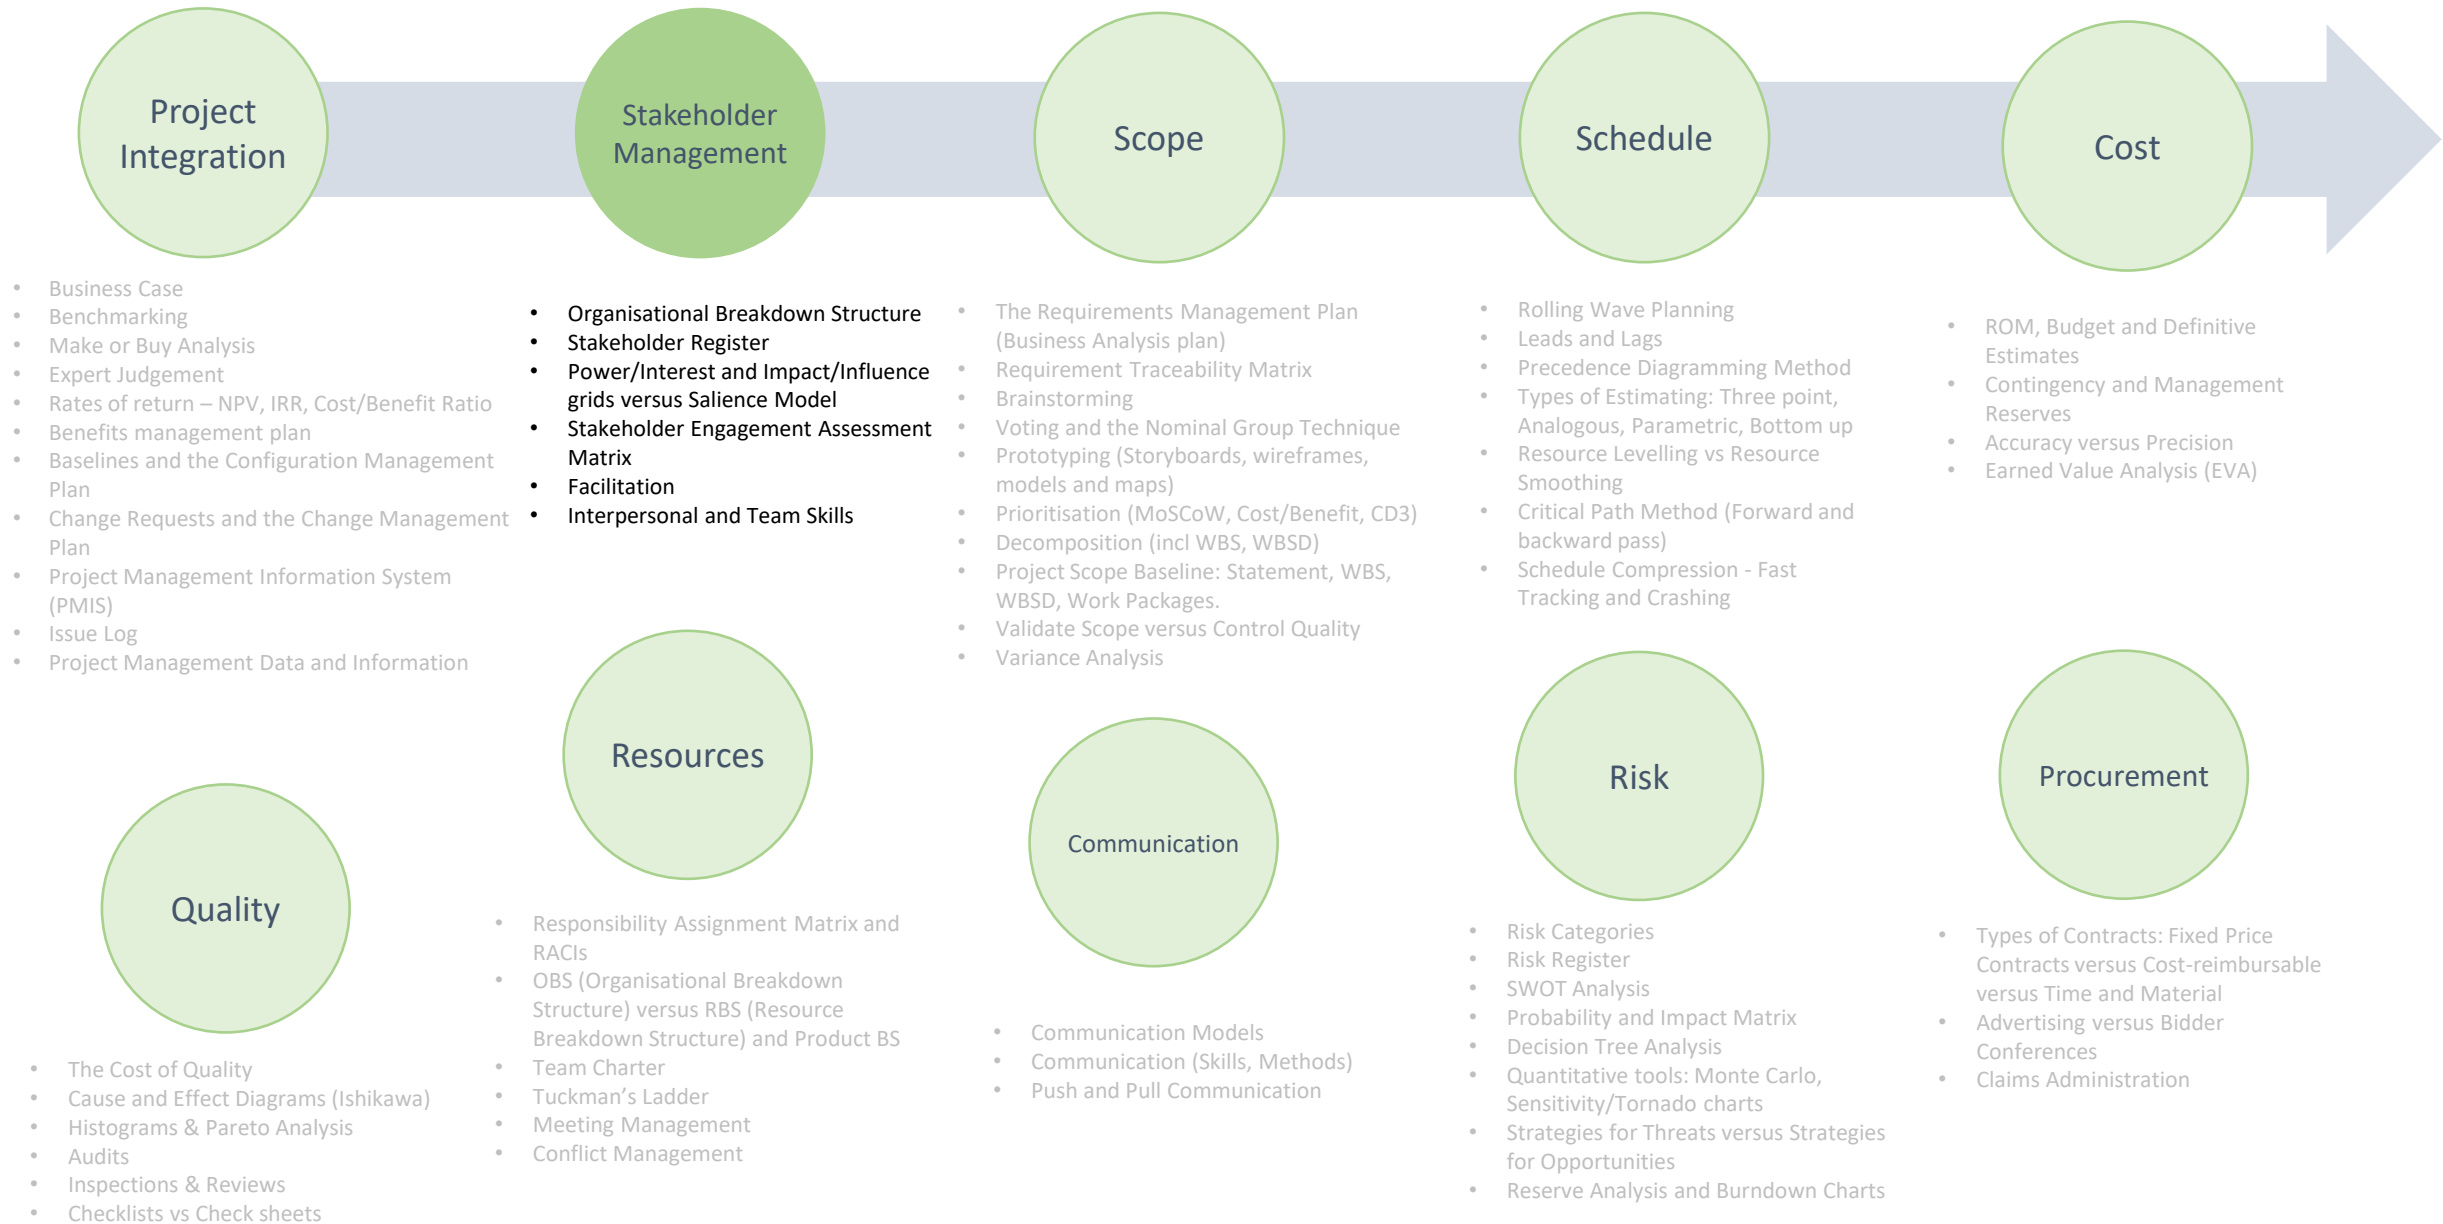 Project
Integration
• Business Case
• Benchmarking
• Make or Buy Analysis
• Expert Judgement
• Rates of return – NPV, IRR, Cost/Benefit Ratio
• Benefits management plan
• Baselines and the Configuration Management
Plan
• Change Requests and the Change Management
Plan
• Project Management Information System
(PMIS)
• Issue Log
• Project Management Data and Information
Stakeholder
Management
• Organisational Breakdown Structure
• Stakeholder Register
• Power/Interest and Impact/Influence
grids versus Salience Model
• Stakeholder Engagement Assessment
Matrix
• Facilitation
• Interpersonal and Team Skills
Scope
• The Requirements Management Plan
(Business Analysis plan)
• Requirement Traceability Matrix
• Brainstorming
• Voting and the Nominal Group Technique
• Prototyping (Storyboards, wireframes,
models and maps)
• Prioritisation (MoSCoW, Cost/Benefit, CD3)
• Decomposition (incl WBS, WBSD)
• Project Scope Baseline: Statement, WBS,
WBSD, Work Packages.
• Validate Scope versus Control Quality
• Variance Analysis
Schedule
• Rolling Wave Planning
• Leads and Lags
• Precedence Diagramming Method
• Types of Estimating: Three point,
Analogous, Parametric, Bottom up
• Resource Levelling vs Resource
Smoothing
• Critical Path Method (Forward and
backward pass)
• Schedule Compression - Fast
Tracking and Crashing
Cost
• ROM, Budget and Definitive
Estimates
• Contingency and Management
Reserves
• Accuracy versus Precision
• Earned Value Analysis (EVA)
Quality
• The Cost of Quality
• Cause and Effect Diagrams (Ishikawa)
• Histograms & Pareto Analysis
• Audits
• Inspections & Reviews
• Checklists vs Check sheets
Resources
• Responsibility Assignment Matrix and
RACIs
• OBS (Organisational Breakdown
Structure) versus RBS (Resource
Breakdown Structure) and Product BS
• Team Charter
• Tuckman's Ladder
• Meeting Management
• Conflict Management
Communication
• Communication Models
• Communication (Skills, Methods)
• Push and Pull Communication
Risk
• Risk Categories
• Risk Register
• SWOT Analysis
• Probability and Impact Matrix
• Decision Tree Analysis
• Quantitative tools: Monte Carlo,
Sensitivity/Tornado charts
• Strategies for Threats versus Strategies
for Opportunities
• Reserve Analysis and Burndown Charts
Procurement
• Types of Contracts: Fixed Price
Contracts versus Cost-reimbursable
versus Time and Material
• Advertising versus Bidder
Conferences
• Claims Administration